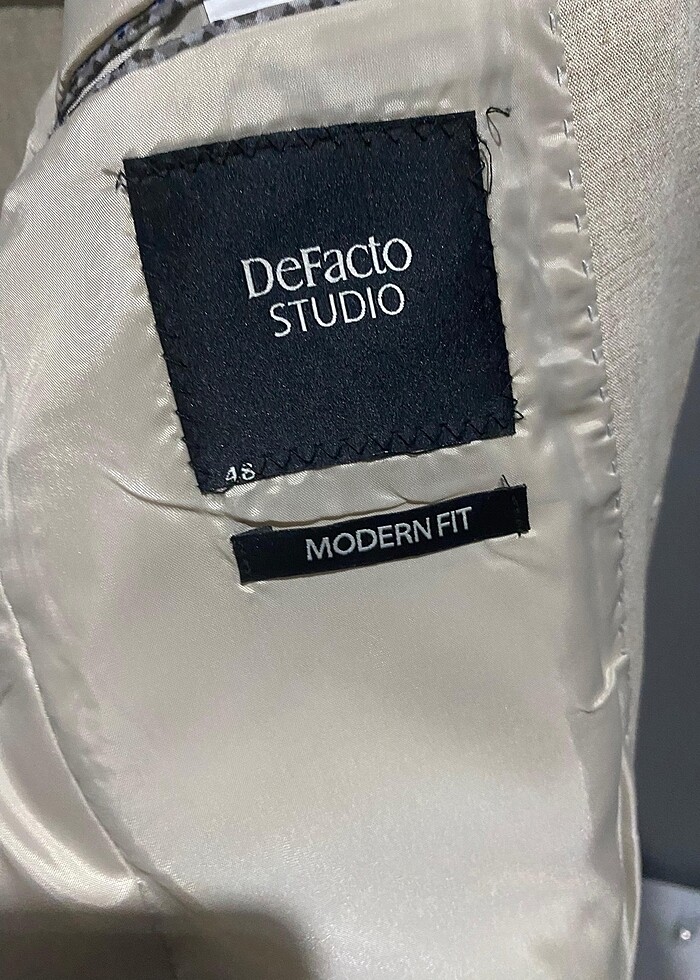 DeFacto
STUDIO
48
MODERN FIT